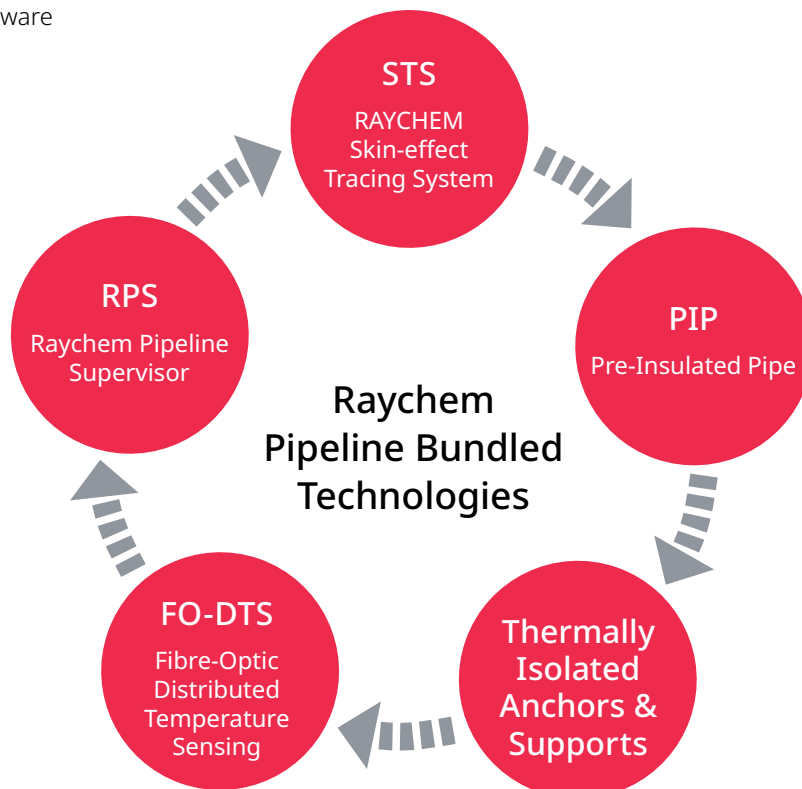 ware
STS
RAYCHEM
Skin-effect
Tracing System
PIP
Pre-Insulated Pipe
Thermally
Isolated
Anchors &
Supports
FO-DTS
Fibre-Optic
Distributed
Temperature
Sensing
RPS
Raychem Pipeline
Supervisor
Raychem
Pipeline Bundled
Technologies